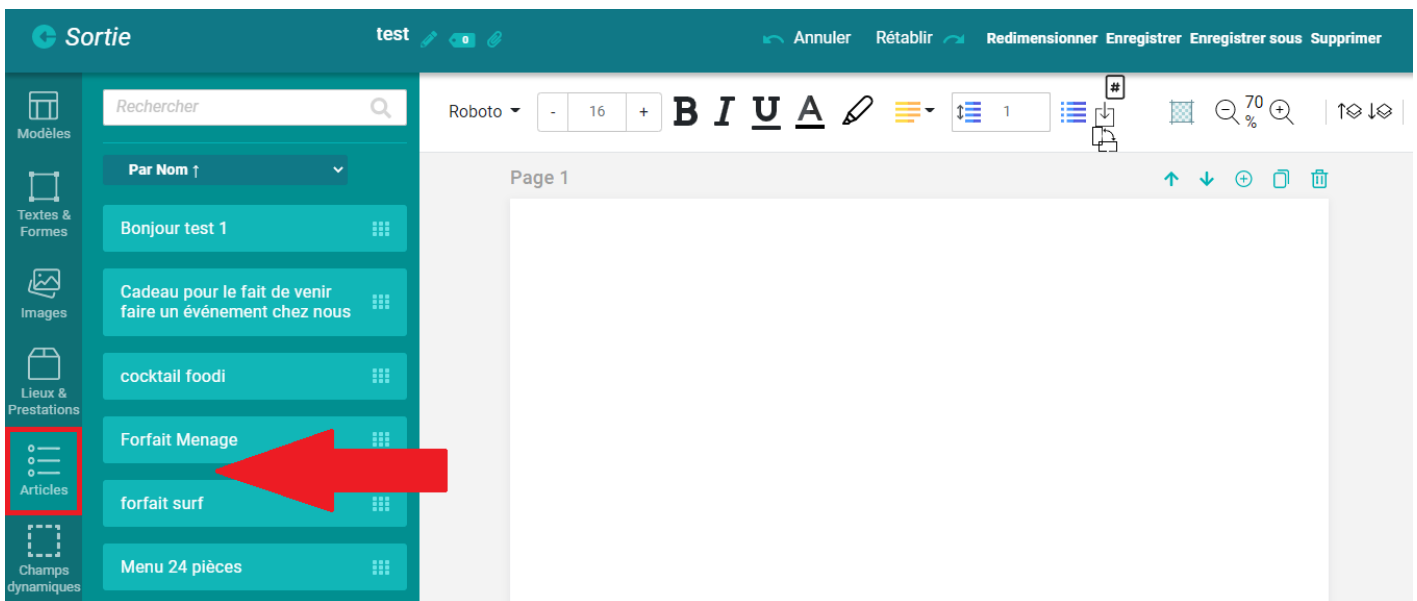 Sortie
test
0
Annuler Rétablir Redimensionner Enregistrer Enregistrer sous Supprimer
Modèles
Textes &
Formes
Images
Lieux &
Prestations
Articles
Champs
dynamiques
Rechercher
Par Nom ↑
Bonjour test 1
Cadeau pour le fait de venir
faire un événement chez nous
cocktail foodi
Forfait Menage
forfait surf
Menu 24 pièces
Roboto - 16 + B I U A 1 # 70
%
Page 1